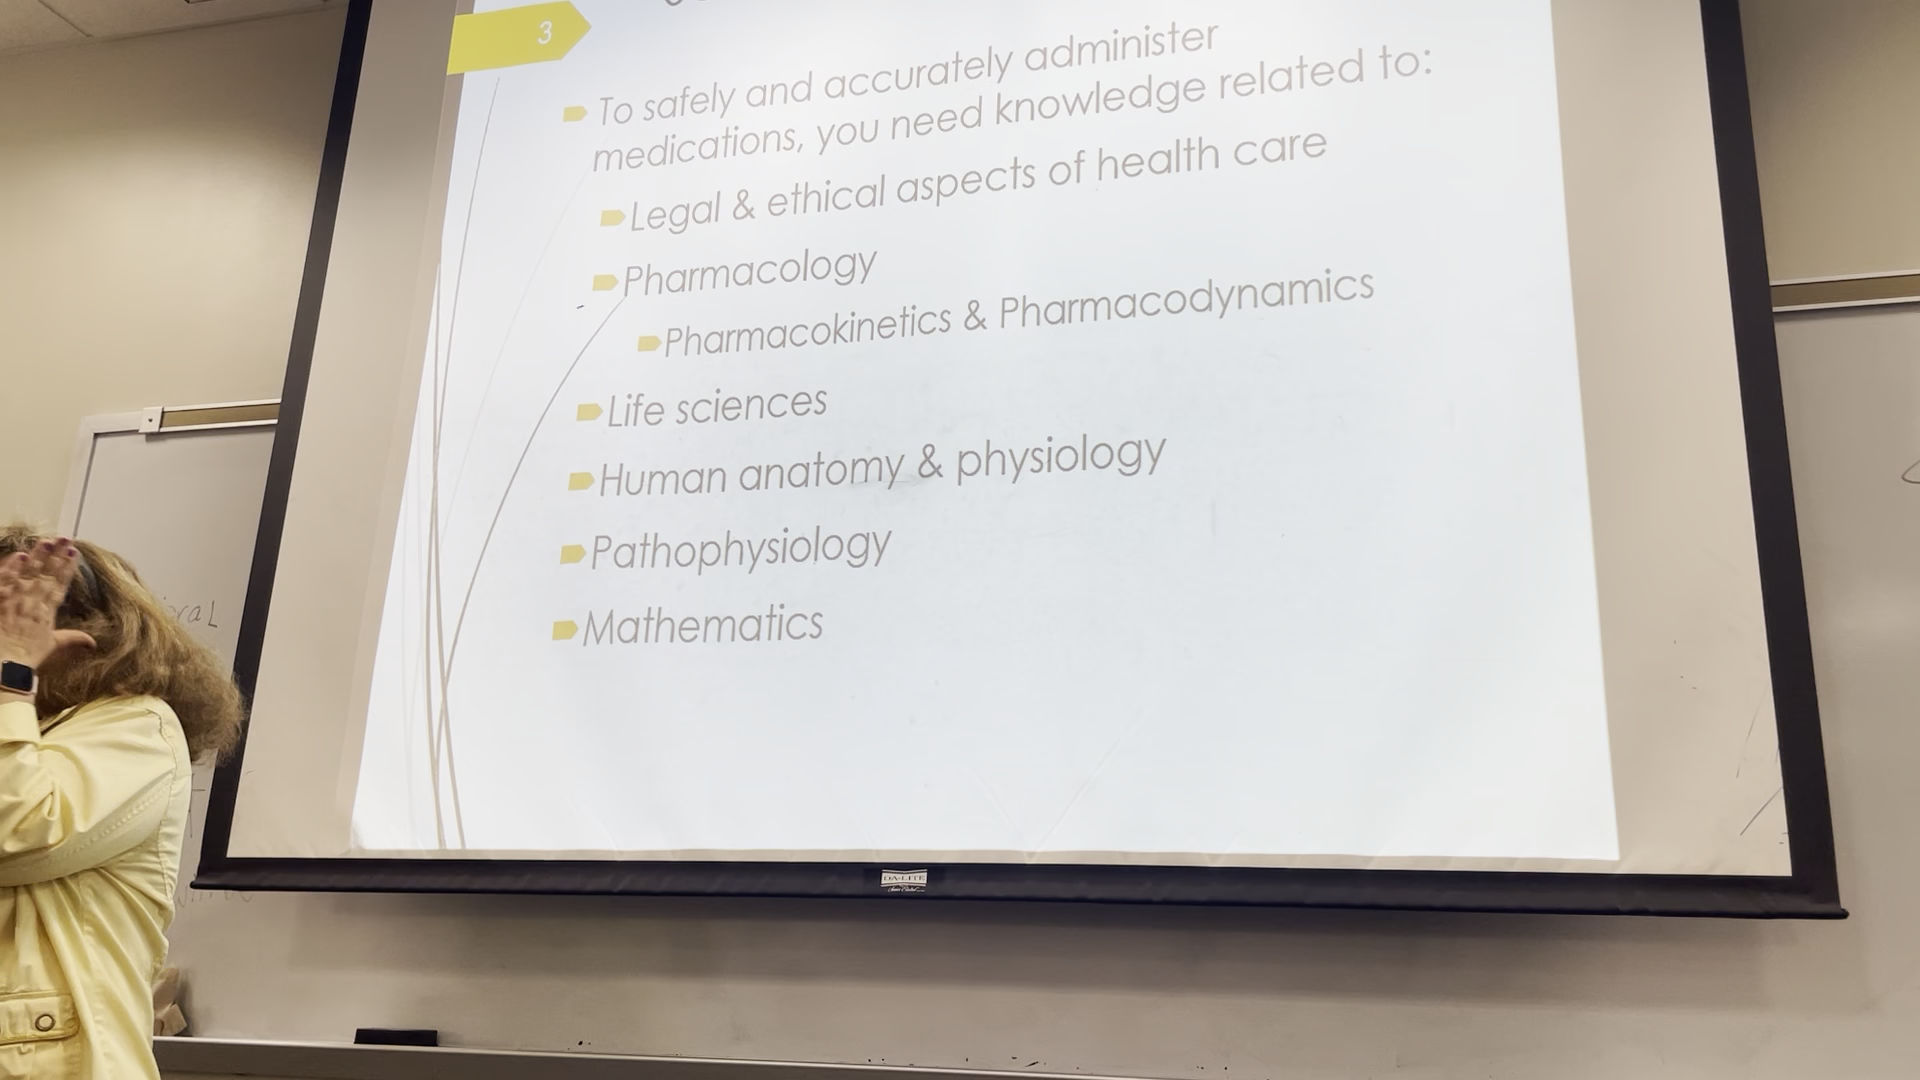 3
To safely and accurately administer
medications, you need knowledge related to:
Legal & ethical aspects of health care
Pharmacology
Pharmacokinetics & Pharmacodynamics
Life sciences
Human anatomy & physiology
Pathophysiology
Mathematics
DA-LITE